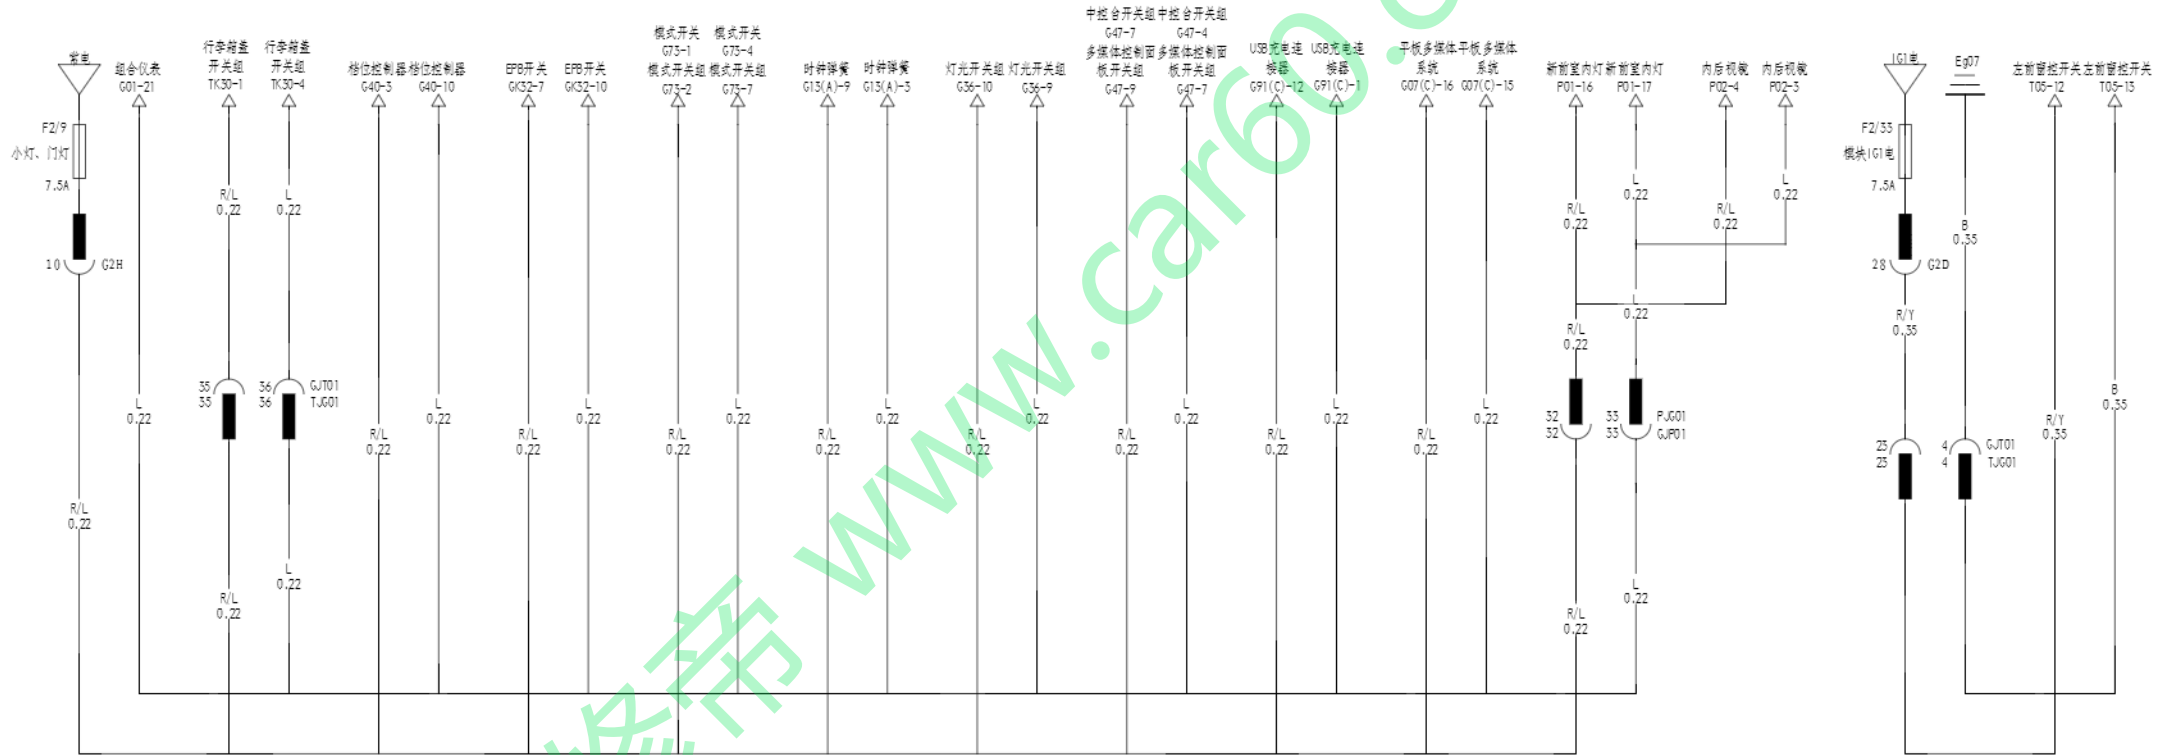 常电
F2/9
小灯、门灯
7.5A
10 G2H
R/L
0.22
组合仪表
G01-21
L
0.22
行李箱盖
开关组
TK30-1
R/L
0.22
35
35
R/L
0.22
行李箱盖
开关组
TK30-4
L
0.22
36 GJT01
36 TJG01
L
0.22
档位控制器
G40-3
R/L
0.22
档位控制器
G40-10
L
0.22
EPB开关
GK32-7
R/L
0.22
EPB开关
GK32-10
L
0.22
模式开关
G73-1
模式开关组
G73-2
R/L
0.22
模式开关
G73-4
模式开关组
G73-7
L
0.22
时钟弹簧
G13(A)-9
R/L
0.22
时钟弹簧
G13(A)-3
L
0.22
灯光开关组
G36-10
R/L
0.22
灯光开关组
G36-9
L
0.22
中控台开关组
G47-7
多媒体控制面
板开关组
G47-9
R/L
0.22
中控台开关组
G47-4
多媒体控制面
板开关组
G47-7
L
0.22
USB充电连
接器
G91(C)-12
R/L
0.22
USB充电连
接器
G91(C)-1
L
0.22
平板多媒体
系统
G07(C)-16
R/L
0.22
平板多媒体
系统
G07(C)-15
L
0.22
新前室内灯
P01-16
R/L
0.22
R/L
0.22
32
32
R/L
0.22
新前室内灯
P01-17
L
0.22
L
0.22
33 PJG01
33 GJP01
L
0.22
内后视镜
P02-4
R/L
0.22
内后视镜
P02-3
L
0.22
IG1电
F2/33
模块IG1电
7.5A
28 G2D
R/Y
0.35
23
23
Eg07
B
0.35
4 GJT01
4 TJG01
左前窗控开关
T05-12
R/Y
0.35
左前窗控开关
T05-13
B
0.35
修帝 www.car60.c